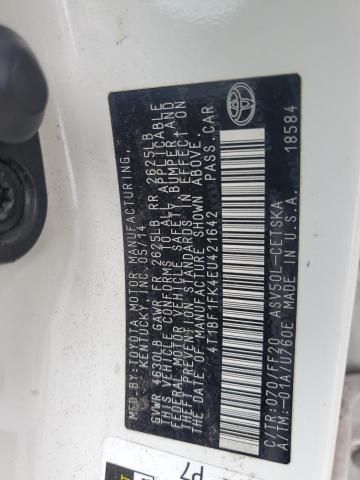 MFD.BY:TOYOTA MOTOR MANUFACTURING
KENTUCKY INC. 05/14
GVWR 4630LB GAWR FR 2625LB RR 2625LB
THIS VEHICLE CONFORMS TO ALL APPLICABLE
FEDERAL MOTOR VEHICLE SAFETY, BUMPER, AND
THEFT PREVENTION STANDARDS IN EFFECT ON
THE DATE OF MANUFACTURE SHOWN ABOVE.
4T1BF1FK4EU421642 PASS.CAR
C/TR:070/FF20 ASV50L-CETSKA
A/TM:-01A/U760E MADE IN U.S.A. 18584
P7